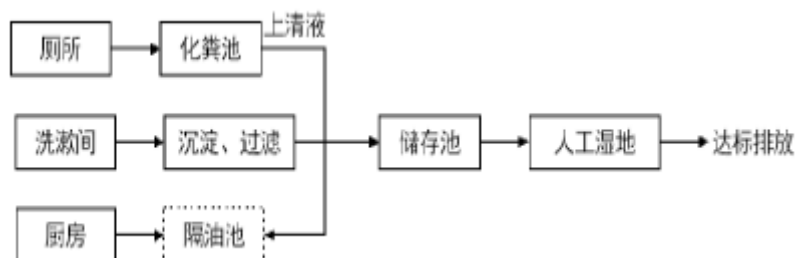 上清液
厕所
化粪池
洗漱间
沉淀、过滤
储存池
人工湿地
达标排放
厨房
隔油池